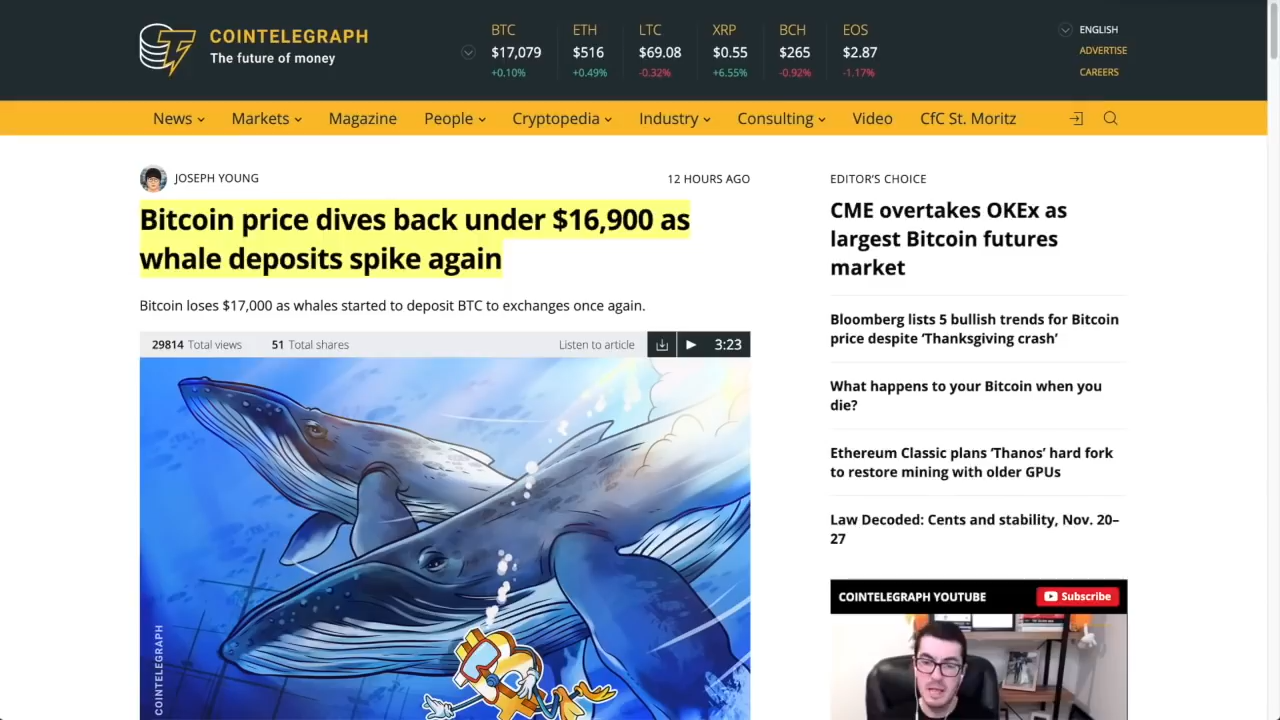 COINTELEGRAPH
The future of money
BTC
$17,079
+0.10%
ETH
$516
+0.49%
LTC
$69.08
-0.32%
XRP
$0.55
+6.55%
BCH
$265
-0.92%
EOS
$2.87
-1.17%
ENGLISH
ADVERTISE
CAREERS
News Markets Magazine People Cryptopedia Industry Consulting Video CfC St. Moritz
JOSEPH YOUNG
12 HOURS AGO
Bitcoin price dives back under $16,900 as
whale deposits spike again
Bitcoin loses $17,000 as whales started to deposit BTC to exchanges once again.
29814 Total views 51 Total shares Listen to article 3:23
COINTELEGRAPH
EDITOR'S CHOICE
CME overtakes OKEx as
largest Bitcoin futures
market
Bloomberg lists 5 bullish trends for Bitcoin
price despite ‘Thanksgiving crash’
What happens to your Bitcoin when you
die?
Ethereum Classic plans ‘Thanos’ hard fork
to restore mining with older GPUs
Law Decoded: Cents and stability, Nov. 20–
27
COINTELEGRAPH YOUTUBE
Subscribe